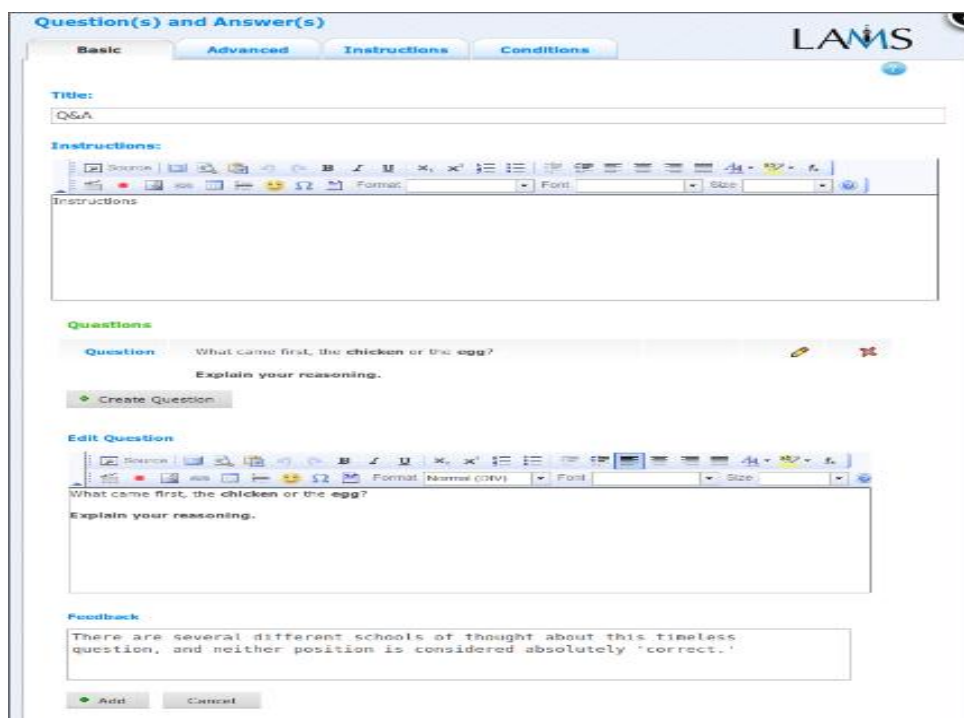 Question(s) and Answer(s)
LAMS
Basic Advanced Instructions Conditions
Title:
Q&A
Instructions:
Source B I U
Format Font Size
Instructions
Questions
Question What came first, the chicken or the egg?
Explain your reasoning.
Create Question
Edit Question
Source B I U
Format Normal (DIV) Font Size
What came first, the chicken or the egg?
Explain your reasoning.
Feedback
There are several different schools of thought about this timeless
question, and neither position is considered absolutely 'correct.'
Add Cancel